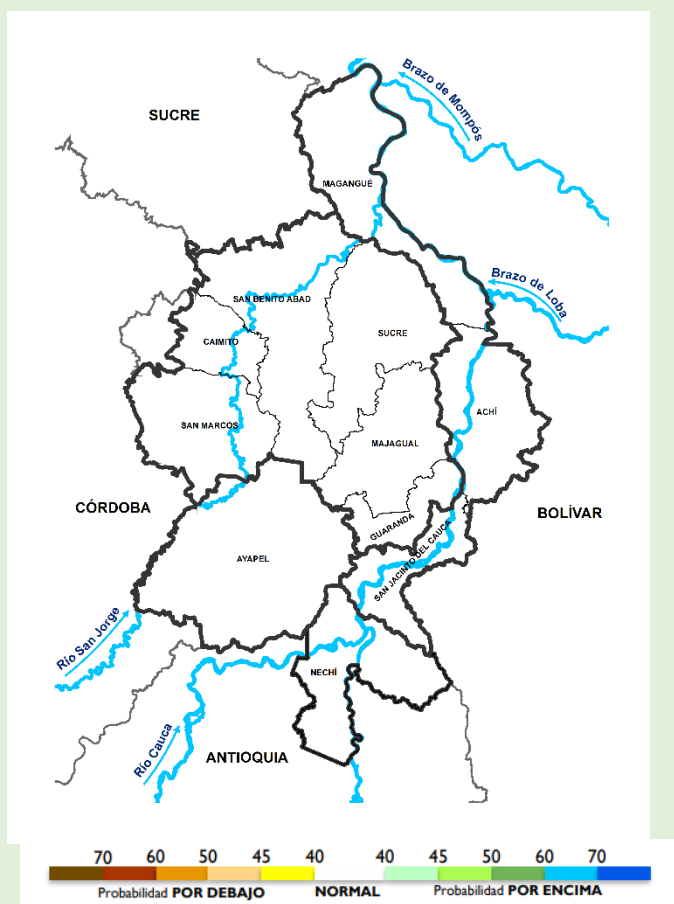 Brazo de Mompós
SUCRE
MAGANGUÉ
Brazo de Loba
SAN BENITO ABAD
SUCRE
CAIMITO
ACHÍ
SAN MARCOS
MAJAGUAL
CÓRDOBA
BOLÍVAR
GUARANDA
AYAPEL
SAN JACINTO DEL CAUCA
Río San Jorge
NECHÍ
Río Cauca
ANTIOQUIA
70 60 50 45 40 40 45 50 60 70
Probabilidad POR DEBAJO NORMAL Probabilidad POR ENCIMA